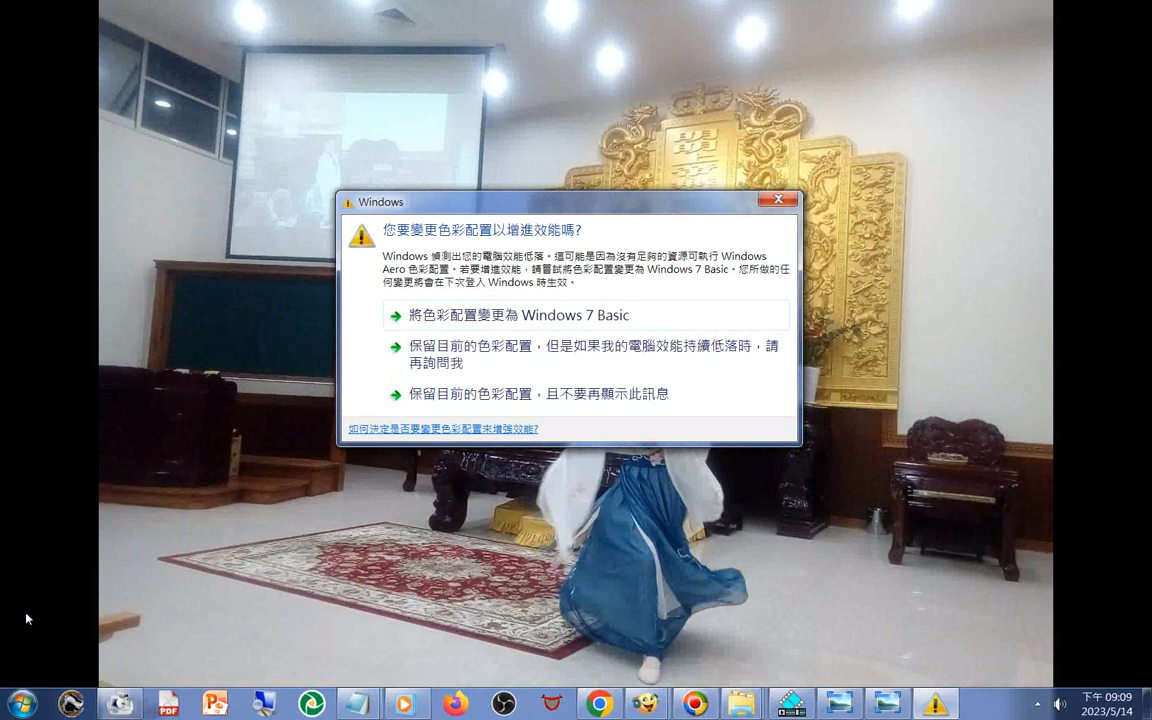 明明上帝
Windows
您要變更色彩配置以增進效能嗎?
Windows 偵測出您的電腦效能低落。這可能是因為沒有足夠的資源可執行 Windows
Aero 色彩配置。若要增進效能，請嘗試將色彩配置變更為 Windows 7 Basic。您所做的任
何變更將會在下次登入 Windows 時生效。
將色彩配置變更為 Windows 7 Basic
保留目前的色彩配置，但是如果我的電腦效能持續低落時，請
再詢問我
保留目前的色彩配置，且不要再顯示此訊息
如何決定是否要變更色彩配置來增強效能?
PDF
下午 09:09
2023/5/14